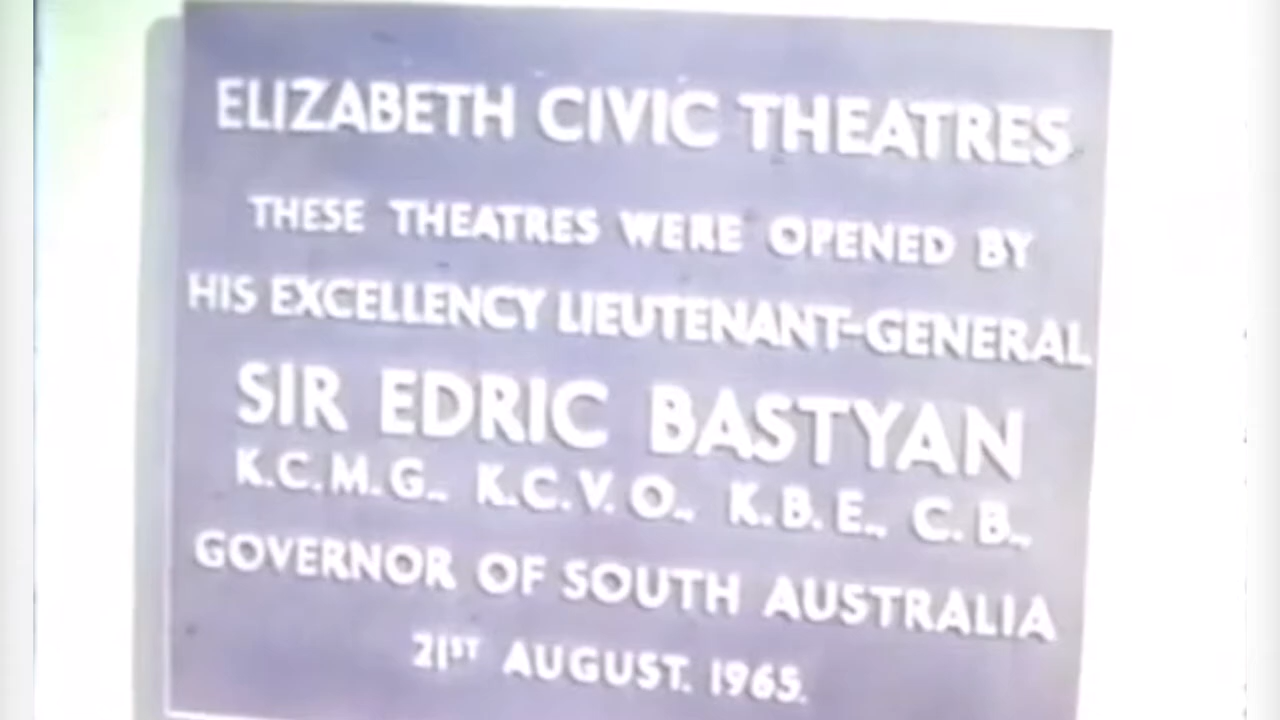 ELIZABETH CIVIC THEATRES
THESE THEATRES WERE OPENED BY
HIS EXCELLENCY LIEUTENANT-GENERAL
SIR EDRIC BASTYAN
K.C.M.G., K.C.V.O., K.B.E., C.B.,
GOVERNOR OF SOUTH AUSTRALIA
21ST AUGUST. 1965.